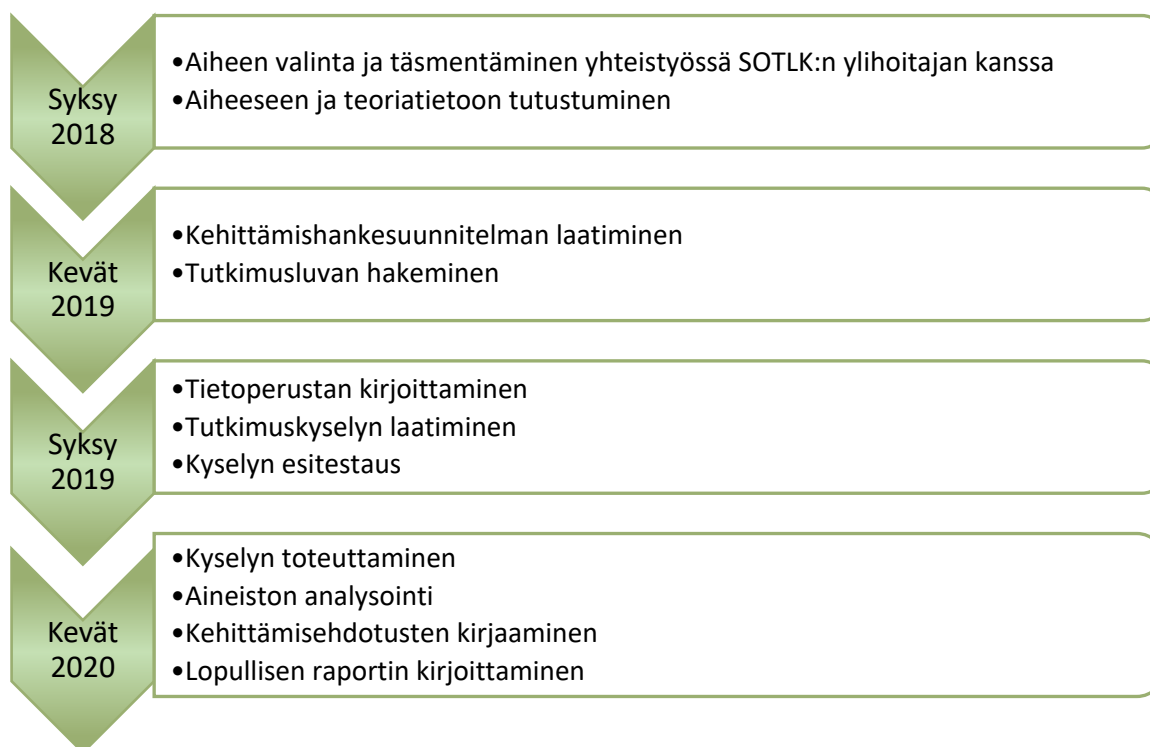 Syksy
2018
•Aiheen valinta ja täsmentäminen yhteistyössä SOTLK:n ylihoitajan kanssa
•Aiheeseen ja teoriatietoon tutustuminen
Kevät
2019
•Kehittämishankesuunnitelman laatiminen
•Tutkimusluvan hakeminen
Syksy
2019
•Tietoperustan kirjoittaminen
•Tutkimuskyselyn laatiminen
•Kyselyn esitestaus
Kevät
2020
•Kyselyn toteuttaminen
•Aineiston analysointi
•Kehittämisehdotusten kirjaaminen
•Lopullisen raportin kirjoittaminen